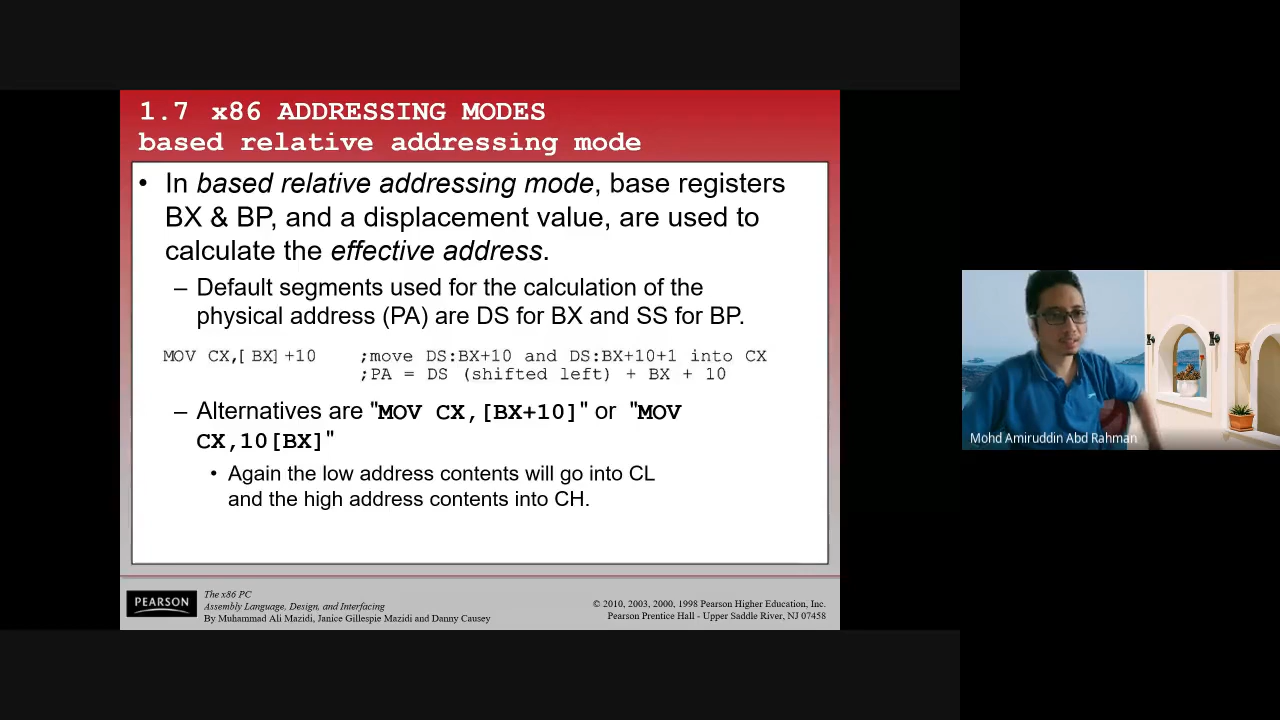 1.7 x86 ADDRESSING MODES
based relative addressing mode
• In based relative addressing mode, base registers
BX & BP, and a displacement value, are used to
calculate the effective address.
– Default segments used for the calculation of the
physical address (PA) are DS for BX and SS for BP.
MOV CX,[ BX] +10 ;move DS:BX+10 and DS:BX+10+1 into CX
;PA = DS (shifted left) + BX + 10
– Alternatives are "MOV CX,[BX+10]" or "MOV
CX,10[BX]"
• Again the low address contents will go into CL
and the high address contents into CH.
Mohd Amiruddin Abd Rahman
PEARSON
The x86 PC
Assembly Language, Design, and Interfacing
By Muhammad Ali Mazidi, Janice Gillespie Mazidi and Danny Causey
© 2010, 2003, 2000, 1998 Pearson Higher Education, Inc.
Pearson Prentice Hall - Upper Saddle River, NJ 07458